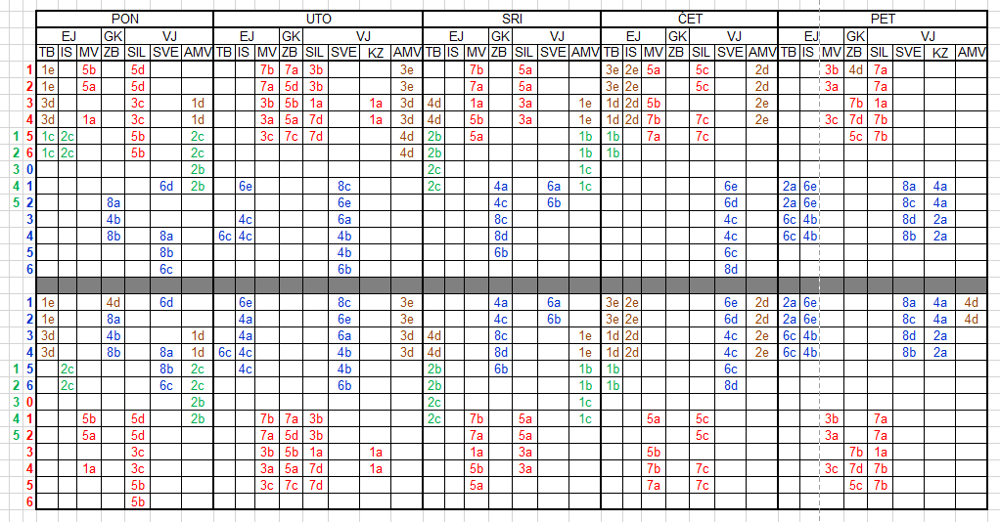 PON UTO SRI ČET PET
EJ GK VJ EJ GK VJ EJ GK VJ EJ VJ EJ GK VJ
TB IS MV ZB SIL SVE AMV TB IS MV ZB SIL SVE KZ AMV TB IS MV ZB SIL SVE AMV TB IS MV SIL SVE AMV TB IS MV ZB SIL SVE KZ AMV
1 1e 5b 5d 7b 7a 3b 3e 7b 5a 3e 2e 5a 5c 2d 3b 4d 7a
2 1e 5a 5d 7a 5d 3b 3e 7a 5a 3e 2e 5c 2d 3a 7a
3 3d 3c 1d 3b 5b 1a 1a 3d 4d 1a 3a 1e 1d 2d 5b 2e 7b 1a
4 3d 1a 3c 1d 3a 5a 7d 1a 3d 4d 5b 3a 1e 1d 2d 7b 7c 2e 3c 7d 7b
1 5 1c 2c 5b 2c 3c 7c 7d 4d 2b 5a 1b 1b 7a 7c 5c 7b
2 6 1c 2c 5b 2c 4d 2b 1b 1b
3 0 2b 2c 1c
4 1 6d 2b 6e 8c 2c 4a 6a 1c 6e 2a 6e 8a 4a
5 2 8a 6e 4c 6b 6d 2a 6e 8c 4a
3 4b 4c 6a 8c 4c 6c 4b 8d 2a
4 8b 8a 6c 4c 4b 8d 4c 6c 4b 8b 2a
5 8b 4b 6b 6c
6 6c 6b 8d
1 1e 4d 6d 6e 8c 3e 4a 6a 3e 2e 6e 2d 2a 6e 8a 4a 4d
2 1e 8a 4a 6e 3e 4c 6b 3e 2e 6d 2d 2a 6e 8c 4a 4d
3 3d 4b 1d 4a 6a 3d 4d 8c 1e 1d 2d 4c 2e 6c 4b 8d 2a
4 3d 8b 8a 1d 6c 4c 4b 3d 4d 8d 1e 1d 2d 4c 2e 6c 4b 8b 2a
1 5 2c 8b 2c 4c 4b 2b 6b 1b 1b 6c
2 6 2c 6c 2c 6b 2b 1b 1b 8d
3 0 2b 2c 1c
4 1 5b 5d 2b 7b 7a 3b 2c 7b 5a 1c 5a 5c 3b 7a
5 2 5a 5d 7a 5d 3b 7a 5a 5c 3a 7a
3 3c 3b 5b 1a 1a 1a 3a 5b 7b 1a
4 1a 3c 3a 5a 7d 1a 5b 3a 7b 7c 3c 7d 7b
5 5b 3c 7c 7d 5a 7a 7c 5c 7b
6 5b